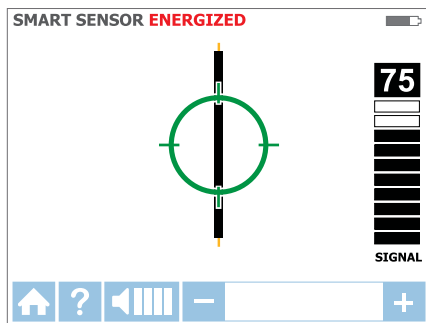 SMART SENSOR ENERGIZED
75
SIGNAL
?
− +